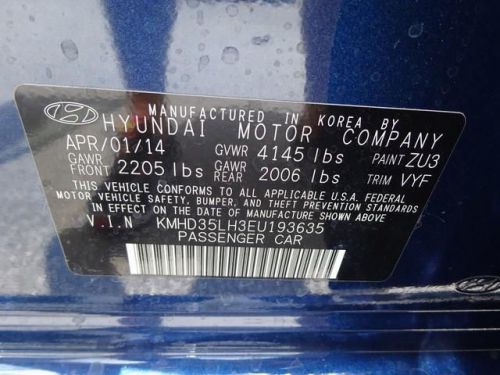 MANUFACTURED IN KOREA BY
HYUNDAI MOTOR COMPANY
APR/01/14 GVWR 4145 lbs PAINT ZU3
GAWR FRONT 2205 lbs GAWR REAR 2006 lbs TRIM VYF
THIS VEHICLE CONFORMS TO ALL APPLICABLE U.S.A FEDERAL
MOTOR VEHICLE SAFETY, BUMPER, AND THEFT PREVENTION STANDARDS
IN EFFECT ON THE DATE OF MANUFACTURE SHOWN ABOVE.
V.I.N KMHD35LH3EU193635
PASSENGER CAR